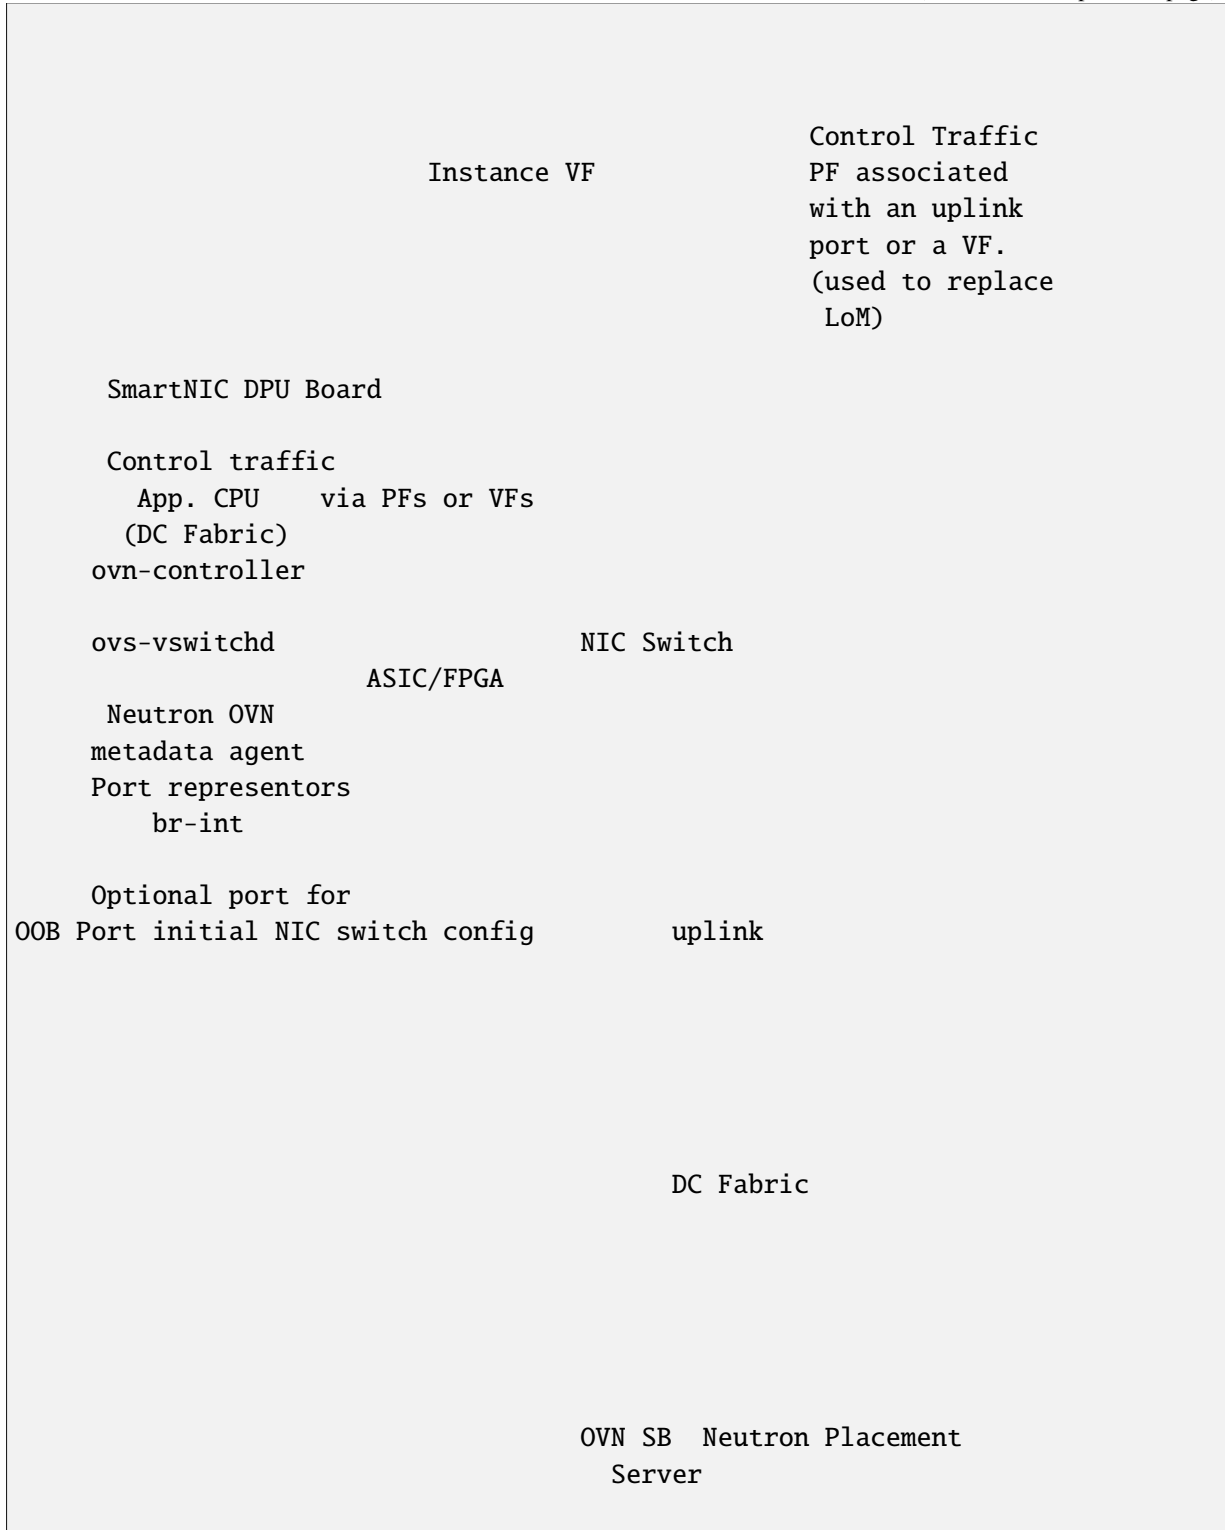 Control Traffic
Instance VF PF associated
with an uplink
port or a VF.
(used to replace
LoM)
SmartNIC DPU Board
Control traffic
App. CPU via PFs or VFs
(DC Fabric)
ovn-controller
ovs-vswitchd NIC Switch
ASIC/FPGA
Neutron OVN
metadata agent
Port representors
br-int
Optional port for
OOB Port initial NIC switch config uplink
DC Fabric
OVN SB Neutron Placement
Server